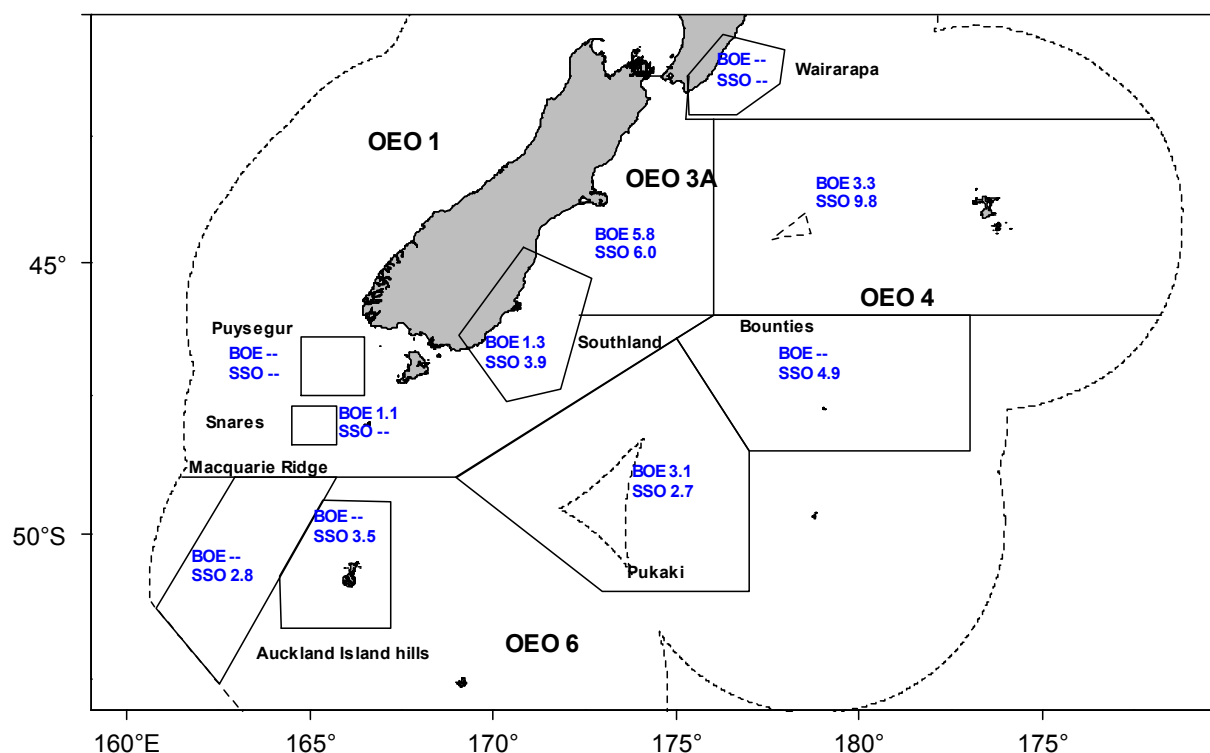 BOE --
SSO --
Wairarapa
OEO 1
OEO 3A
BOE 3.3
SSO 9.8
BOE 5.8
SSO 6.0
45°
OEO 4
Puysegur
BOE --
SSO --
BOE 1.3
SSO 3.9
Southland
Bounties
BOE --
SSO 4.9
Snares
BOE 1.1
SSO --
Macquarie Ridge
BOE 3.1
SSO 2.7
BOE --
SSO 3.5
50°S
BOE --
SSO 2.8
Pukaki
Auckland Island hills
OEO 6
160°E
165°
170°
175°
180°
175°